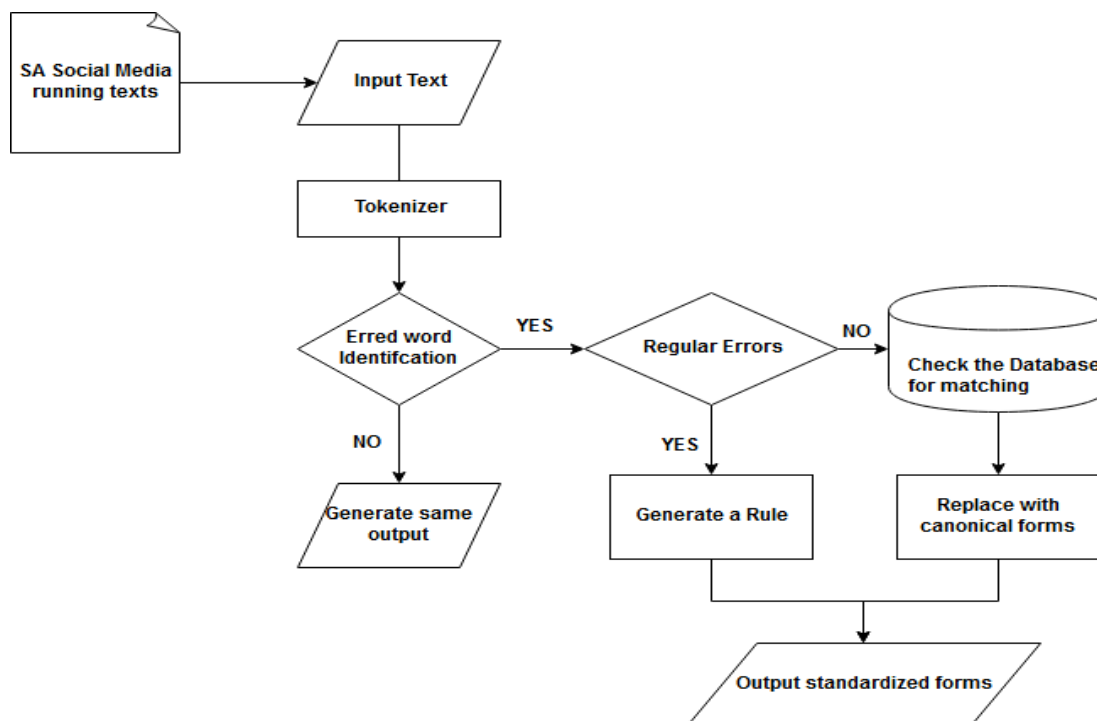 SA Social Media
running texts
Input Text
Tokenizer
Erred word
Identifcation
YES
Regular Errors
NO
Check the Database
for matching
NO
YES
Generate same
output
Generate a Rule
Replace with
canonical forms
Output standardized forms